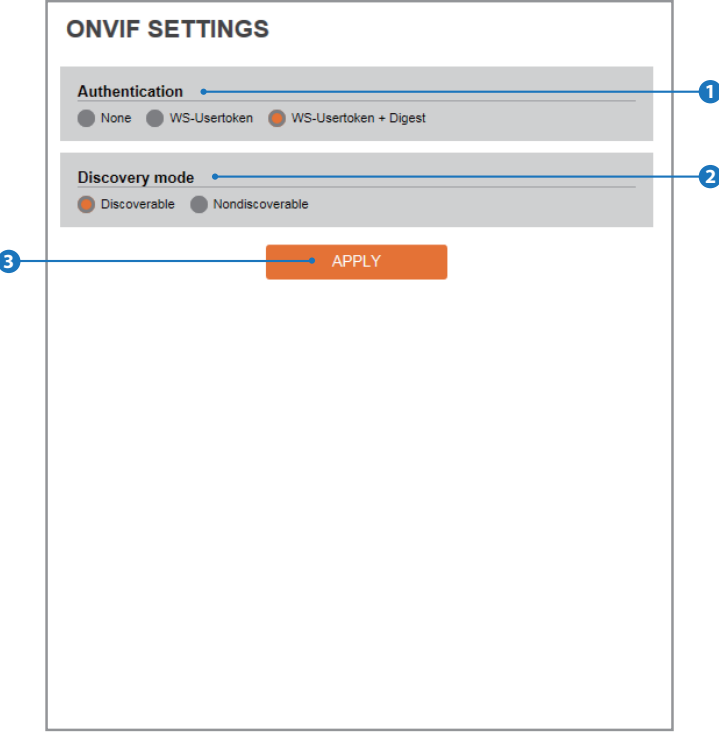 ONVIF SETTINGS
Authentication 1
None WS-Usertoken WS-Usertoken + Digest
Discovery mode 2
Discoverable Nondiscoverable
3 APPLY